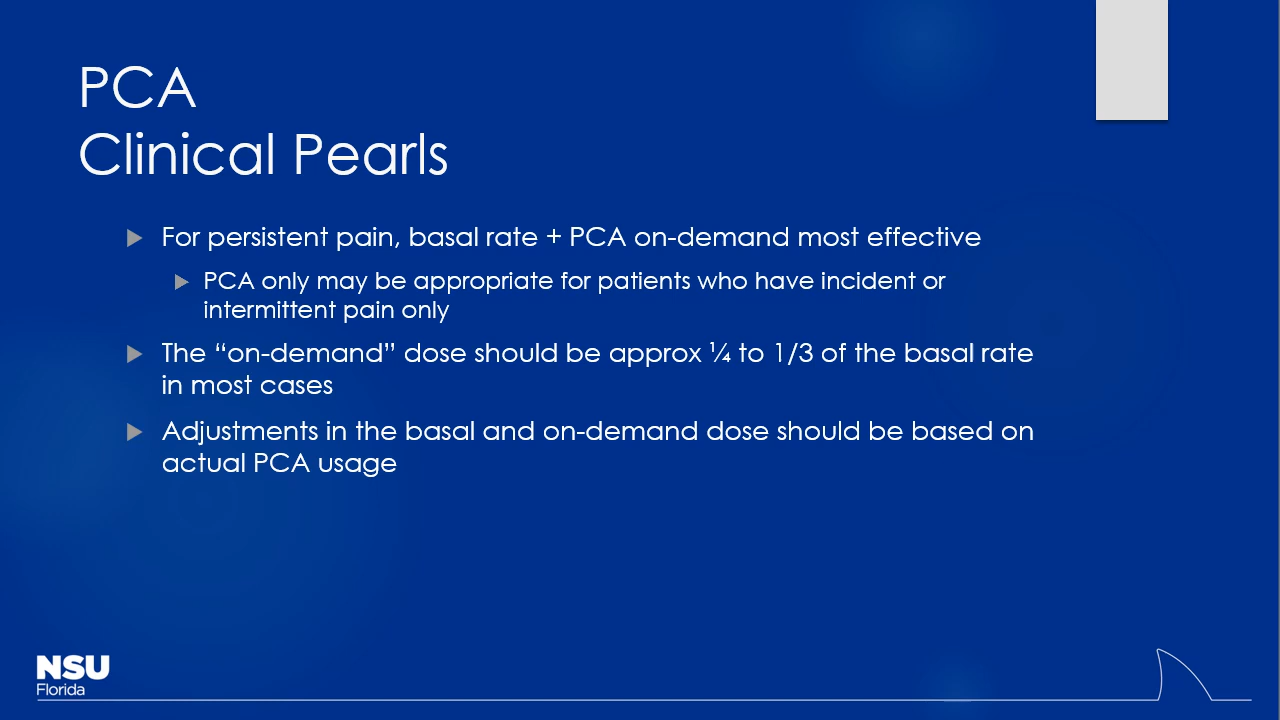 PCA
Clinical Pearls
For persistent pain, basal rate + PCA on-demand most effective
PCA only may be appropriate for patients who have incident or
intermittent pain only
The “on-demand” dose should be approx ¼ to 1/3 of the basal rate
in most cases
Adjustments in the basal and on-demand dose should be based on
actual PCA usage
NSU
Florida